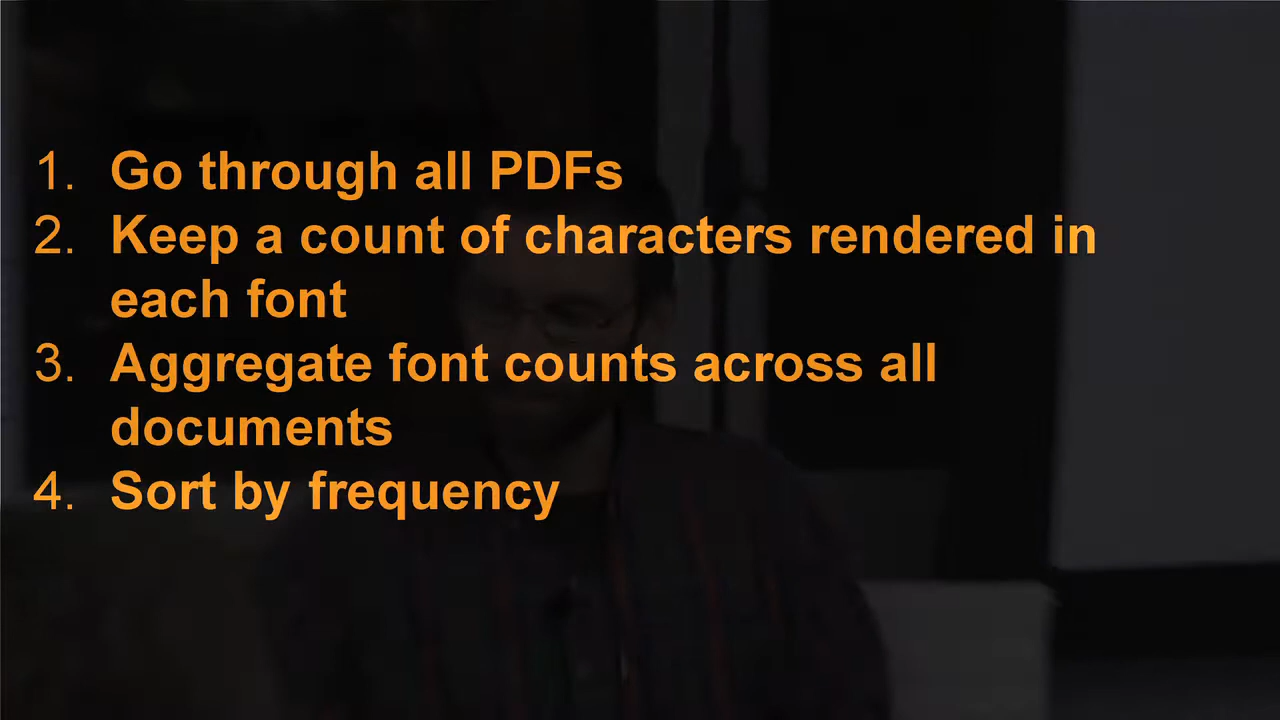 1. Go through all PDFs
2. Keep a count of characters rendered in
each font
3. Aggregate font counts across all
documents
4. Sort by frequency